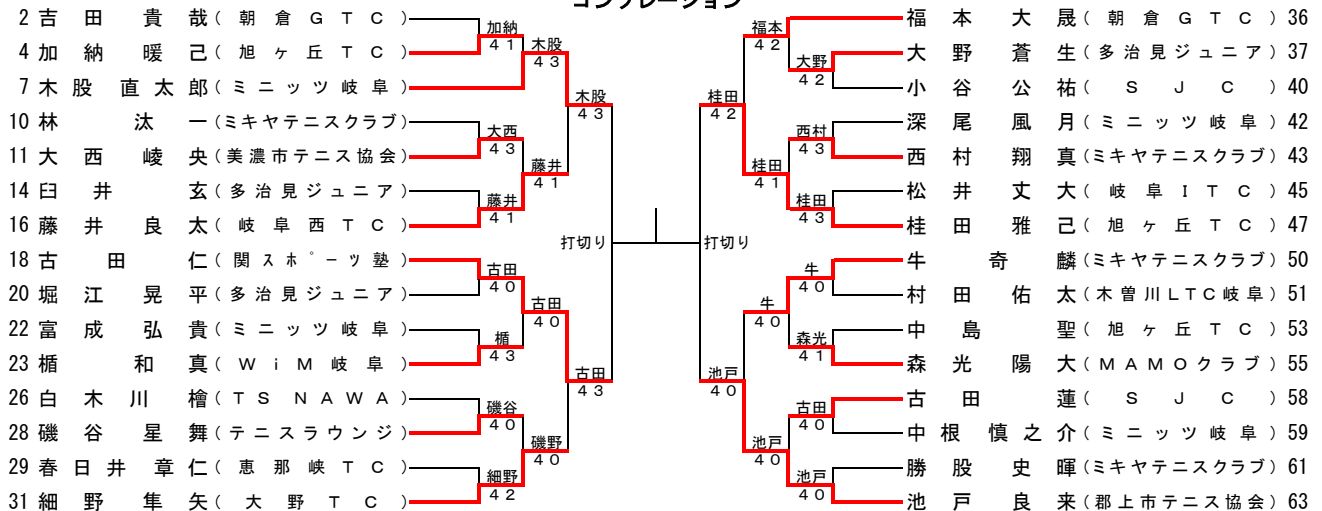 コンソレーション
2 吉田 貴哉 (朝倉GTC)
4 加納 暖己 (旭ヶ丘TC)
7 木股 直太郎 (ミニッツ岐阜)
10 林 汰一 (ミキヤテニスクラブ)
11 大西 崚央 (美濃市テニス協会)
14 臼井 玄 (多治見ジュニア)
16 藤井 良太 (岐阜西TC)
18 古田 仁 (関スポーツ塾)
20 堀江 晃平 (多治見ジュニア)
22 富成 弘貴 (ミニッツ岐阜)
23 楯 和真 (WiM岐阜)
26 白木川 檜 (TS NAWA)
28 磯谷 星舞 (テニスラウンジ)
29 春日井 章仁 (恵那峡TC)
31 細野 隼矢 (大野TC)
加納
41
大西
43
藤井
41
古田
40
楯
43
磯谷
40
細野
42
木股
43
藤井
41
古田
40
磯野
40
木股
43
古田
43
打切り
打切り
桂田
42
池戸
40
福本
42
桂田
41
牛
40
池戸
40
大野
42
西村
43
桂田
43
牛
40
森光
41
古田
40
池戸
40
福本 大晟 (朝倉GTC) 36
大野 蒼生 (多治見ジュニア) 37
小谷 公祐 (SJC) 40
深尾 風月 (ミニッツ岐阜) 42
西村 翔真 (ミキヤテニスクラブ) 43
松井 丈大 (岐阜ITC) 45
桂田 雅己 (旭ヶ丘TC) 47
牛 奇麟 (ミキヤテニスクラブ) 50
村田 佑太 (木曽川LTC岐阜) 51
中島 聖 (旭ヶ丘TC) 53
森光 陽大 (MAMOクラブ) 55
古田 蓮 (SJC) 58
中根 慎之介 (ミニッツ岐阜) 59
勝股 史暉 (ミキヤテニスクラブ) 61
池戸 良来 (郡上市テニス協会) 63